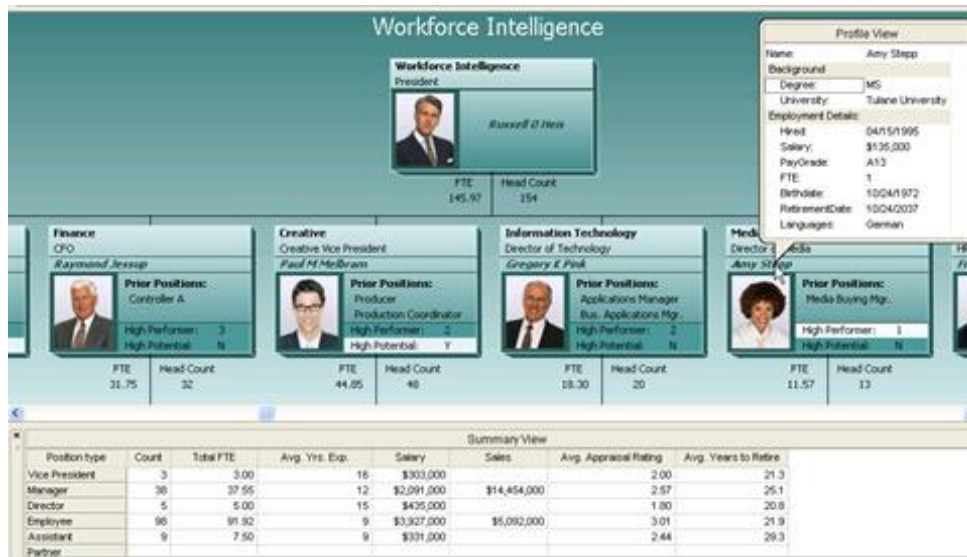 Workforce Intelligence
Workforce Intelligence
President
Russell D Heis
FTE Head Count
145.97 154
Profile View
Name: Amy Stepp
Background
Degree: MS
University: Tulane University
Employment Details:
Hired: 04/15/1995
Salary: $135,000
PayGrade: A13
FTE: 1
Birthdate: 10/24/1972
RetirementDate: 10/24/2037
Languages: German
Finance
CFO
Raymond Jessup
Prior Positions:
Controller A
High Performer: 3
High Potential: N
FTE Head Count
31.75 32
Creative
Creative Vice President
Paul M Melbram
Prior Positions:
Producer
Production Coordinator
High Performer: 2
High Potential: Y
FTE Head Count
44.85 48
Information Technology
Director of Technology
Gregory K Pink
Prior Positions:
Applications Manager
Bus. Applications Mgr.
High Performer: 2
High Potential: N
FTE Head Count
18.30 20
Amy Stepp
Prior Positions:
Media Buying Mgr.
High Performer: 1
High Potential: N
FTE Head Count
11.57 13
Summary View
Position type Count Total FTE Avg. Yrs. Exp. Salary Sales Avg. Appraisal Rating Avg. Years to Retire
Vice President 3 3.00 16 $303,000 2.00 21.3
Manager 38 37.55 12 $2,091,000 $14,454,000 2.57 25.1
Director 5 5.00 15 $435,000 1.80 20.8
Employee 98 91.92 9 $3,927,000 $5,092,000 3.01 21.9
Assistant 9 7.50 9 $331,000 2.44 29.3
Partner